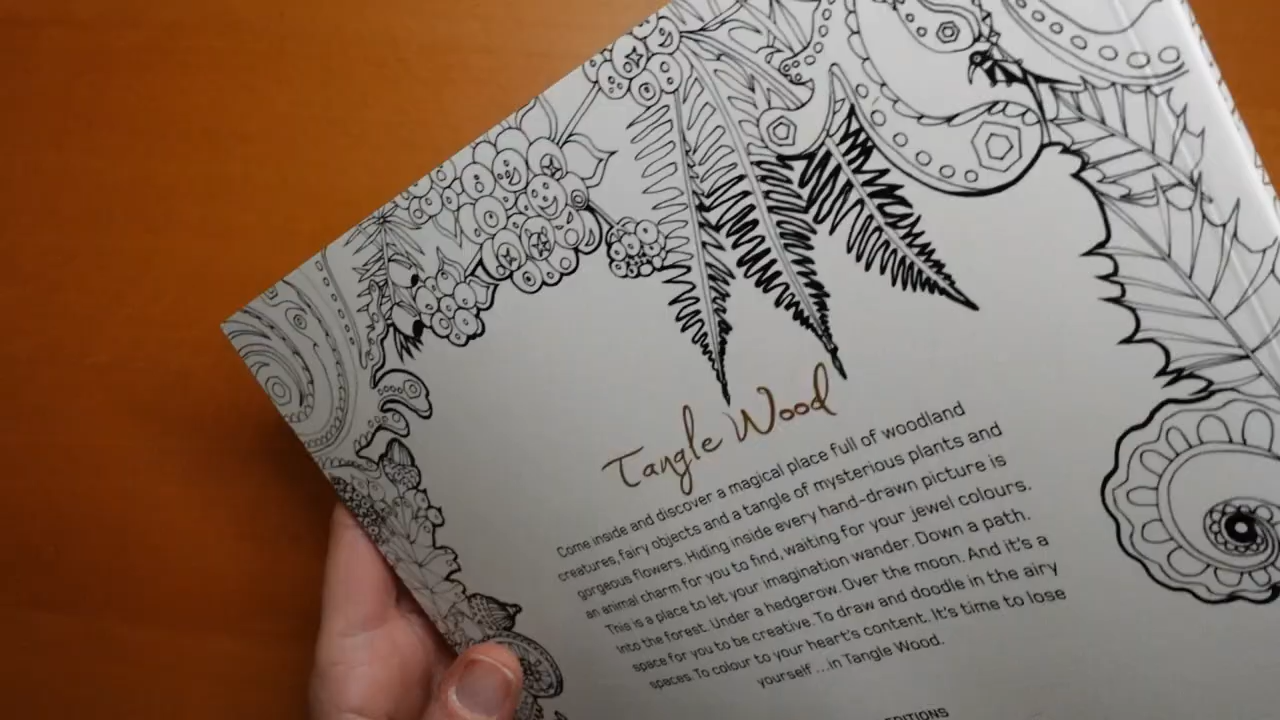 Tangle Wood
Come inside and discover a magical place full of woodland
creatures, fairy objects and a tangle of mysterious plants and
gorgeous flowers. Hiding inside every hand-drawn picture is
an animal charm for you to find, waiting for your jewel colours.
This is a place to let your imagination wander. Down a path.
Into the forest. Under a hedgerow. Over the moon. And it's a
space for you to be creative. To draw and doodle in the airy
spaces. To colour to your heart's content. It's time to lose
yourself ...in Tangle Wood.
EDITIONS